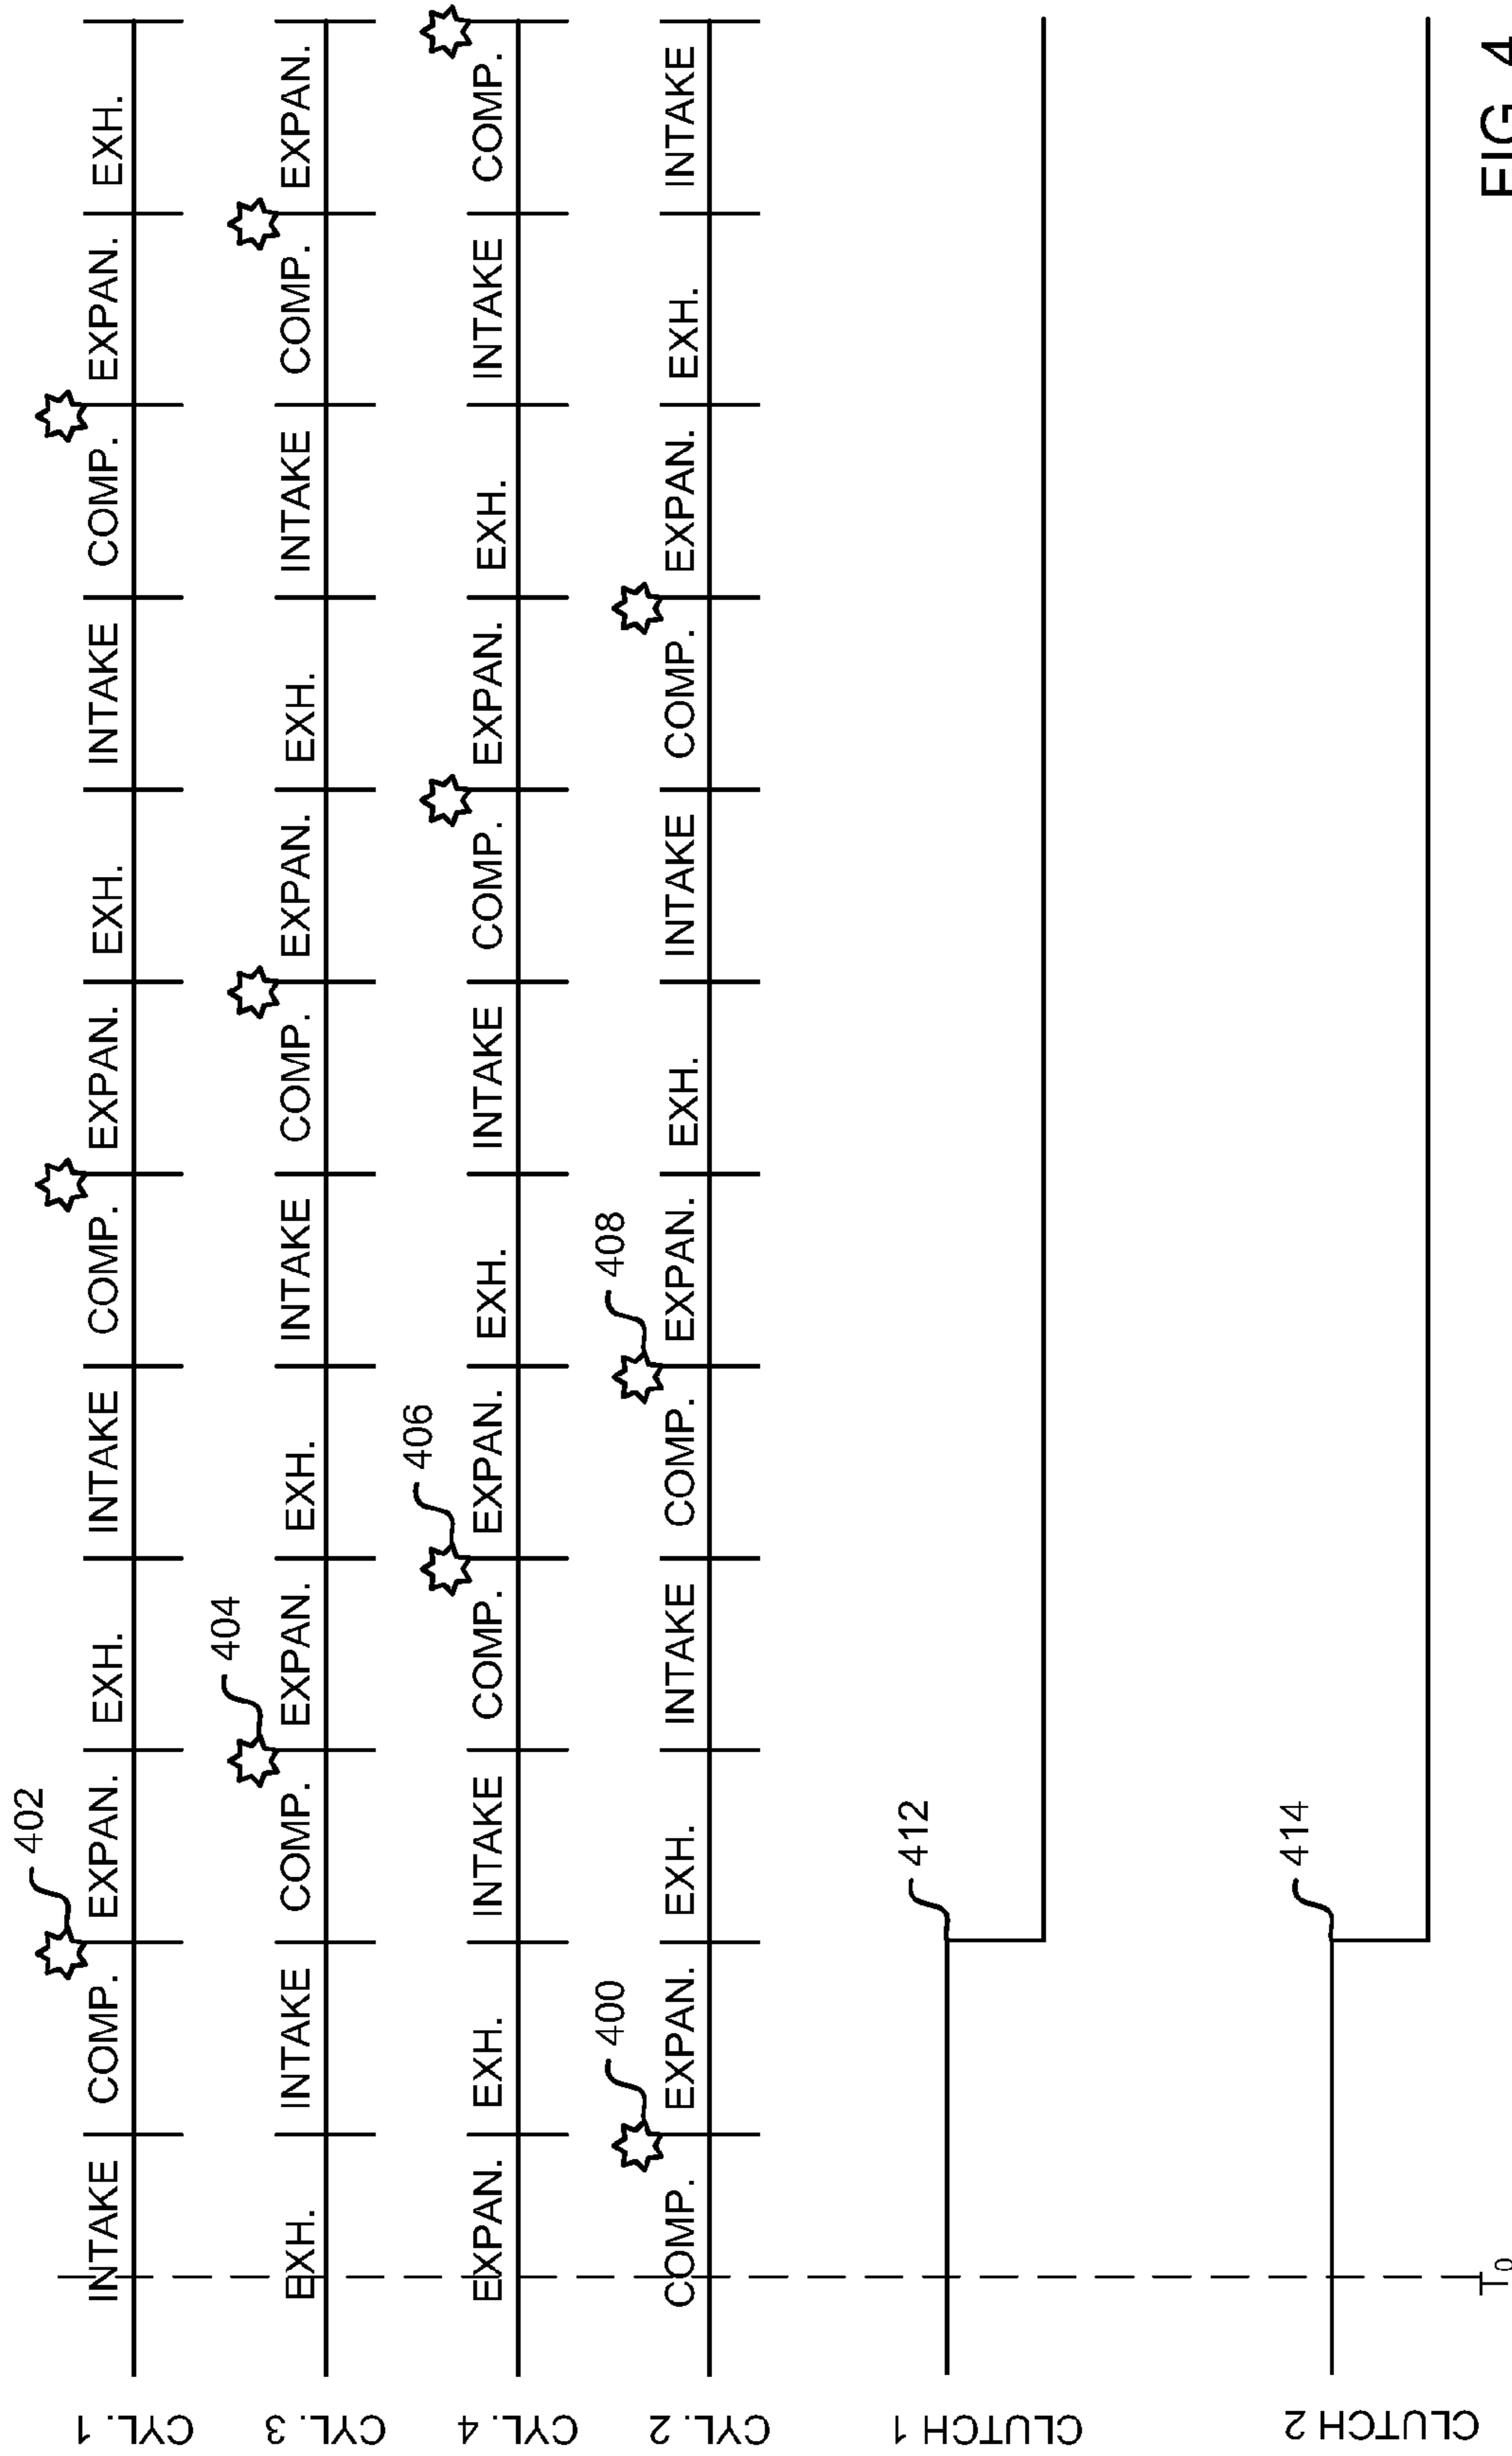 402
CYL. 1 INTAKE COMP. EXPAN. EXH. INTAKE COMP. EXPAN. EXH. INTAKE COMP. EXPAN. EXH.
404
CYL. 3 EXH. INTAKE COMP. EXPAN. EXH. INTAKE COMP. EXPAN. EXH. INTAKE COMP. EXPAN.
406
CYL. 4 EXPAN. EXH. INTAKE COMP. EXPAN. EXH. INTAKE COMP. EXPAN. EXH. INTAKE COMP.
400 408
CYL. 2 COMP. EXPAN. EXH. INTAKE COMP. EXPAN. EXH. INTAKE COMP. EXPAN. EXH. INTAKE
412
CLUTCH 1
414
CLUTCH 2
T₀
FIG. 4